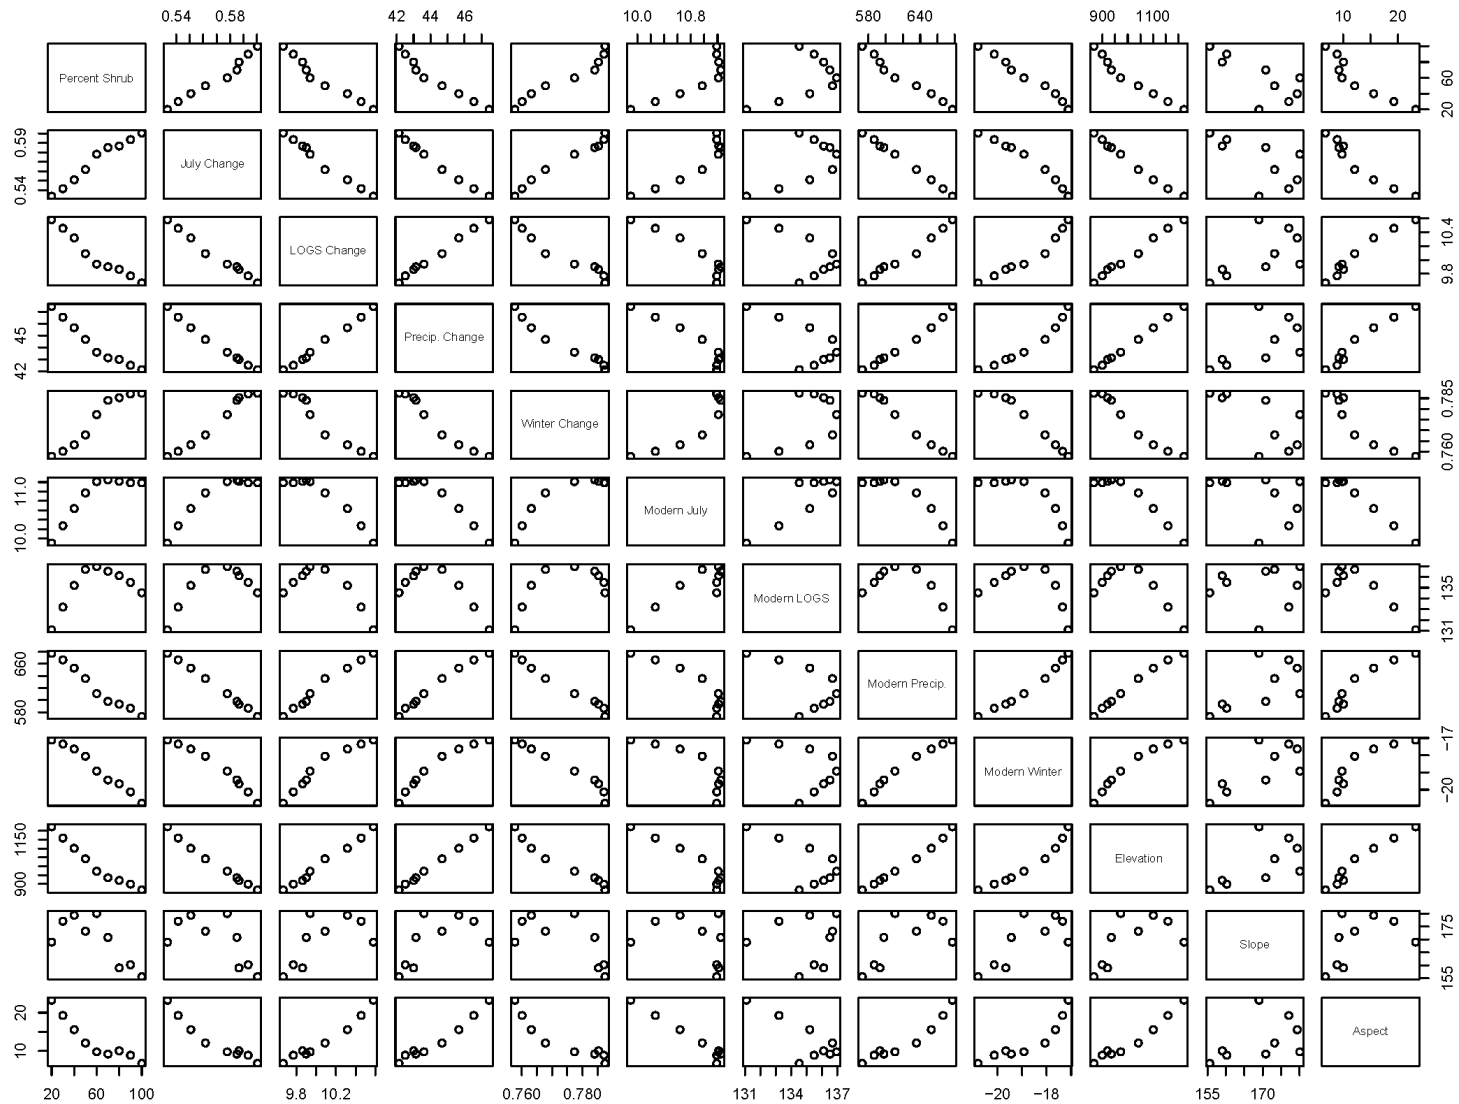 0.54 0.58 42 44 46 10.0 10.8 580 640 900 1100 10 20
Percent Shrub 20 60
0.54 0.59 July Change
LOGS Change 9.8 10.4
42 45 Precip. Change
Winter Change 0.760 0.785
10.0 11.0 Modern July
Modern LOGS 131 135
580 660 Modern Precip.
Modern Winter −20 −17
900 1150 Elevation
Slope 155 175
10 20 Aspect
20 60 100 9.8 10.2 0.760 0.780 131 134 137 −20 −18 155 170